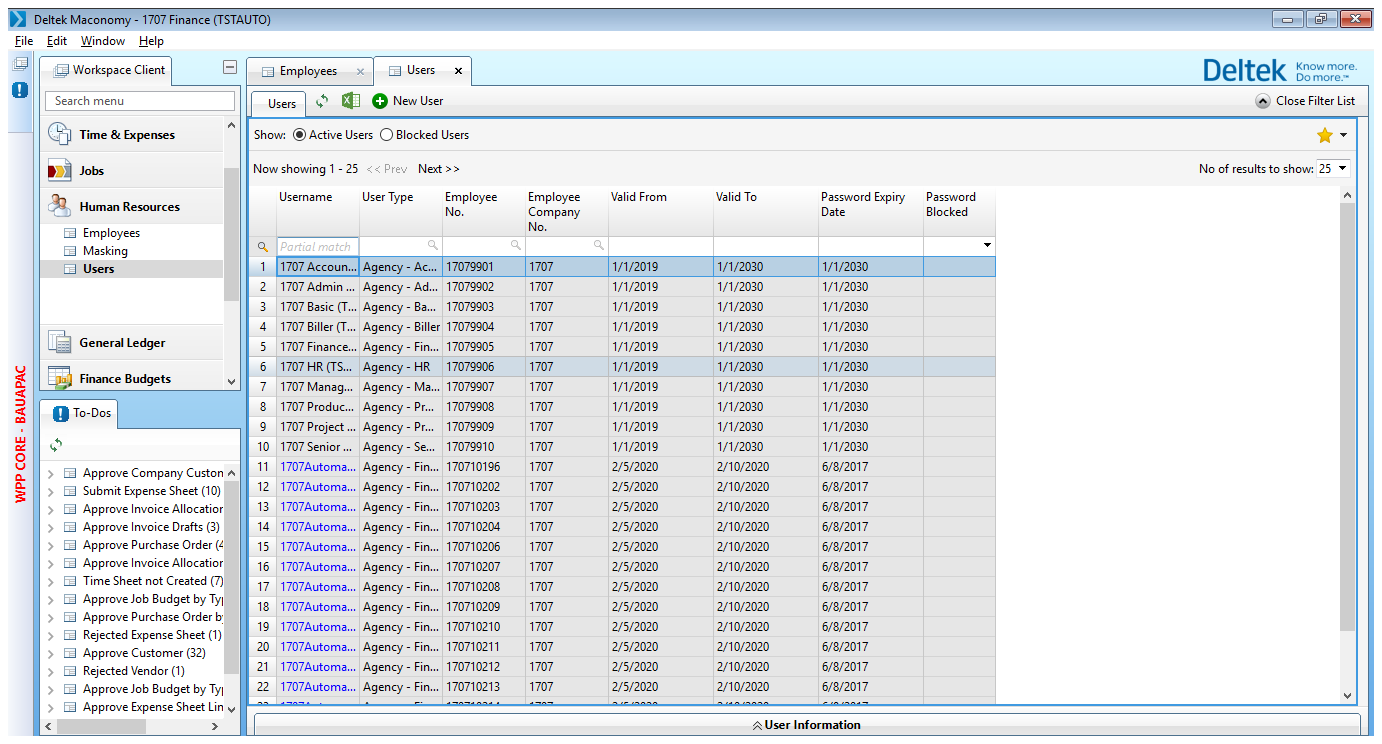 Deltek Maconomy - 1707 Finance (TSTAUTO)
File Edit Window Help
WPP CORE - BAUAPAC
Workspace Client
Search menu
Time & Expenses
Jobs
Human Resources
Employees
Masking
Users
General Ledger
Finance Budgets
To-Dos
Approve Company Custon
Submit Expense Sheet (10)
Approve Invoice Allocation
Approve Invoice Drafts (3)
Approve Purchase Order (4
Approve Invoice Allocation
Time Sheet not Created (7)
Approve Job Budget by Typ
Approve Purchase Order by
Rejected Expense Sheet (1)
Approve Customer (32)
Rejected Vendor (1)
Approve Job Budget by Typ
Approve Expense Sheet Lin
Employees Users
Deltek Know more. Do more.™
Users New User Close Filter List
Show: Active Users Blocked Users
Now showing 1 - 25 << Prev Next >> No of results to show: 25
Username User Type Employee No. Employee Company No. Valid From Valid To Password Expiry Date Password Blocked
Partial match
1 1707 Accoun... Agency - Ac... 17079901 1707 1/1/2019 1/1/2030 1/1/2030
2 1707 Admin ... Agency - Ad... 17079902 1707 1/1/2019 1/1/2030 1/1/2030
3 1707 Basic (T... Agency - Ba... 17079903 1707 1/1/2019 1/1/2030 1/1/2030
4 1707 Biller (T... Agency - Biller 17079904 1707 1/1/2019 1/1/2030 1/1/2030
5 1707 Finance... Agency - Fin... 17079905 1707 1/1/2019 1/1/2030 1/1/2030
6 1707 HR (TS... Agency - HR 17079906 1707 1/1/2019 1/1/2030 1/1/2030
7 1707 Manag... Agency - Ma... 17079907 1707 1/1/2019 1/1/2030 1/1/2030
8 1707 Produc... Agency - Pr... 17079908 1707 1/1/2019 1/1/2030 1/1/2030
9 1707 Project ... Agency - Pr... 17079909 1707 1/1/2019 1/1/2030 1/1/2030
10 1707 Senior ... Agency - Se... 17079910 1707 1/1/2019 1/1/2030 1/1/2030
11 1707Automa... Agency - Fin... 170710196 1707 2/5/2020 2/10/2020 6/8/2017
12 1707Automa... Agency - Fin... 170710202 1707 2/5/2020 2/10/2020 6/8/2017
13 1707Automa... Agency - Fin... 170710203 1707 2/5/2020 2/10/2020 6/8/2017
14 1707Automa... Agency - Fin... 170710204 1707 2/5/2020 2/10/2020 6/8/2017
15 1707Automa... Agency - Fin... 170710206 1707 2/5/2020 2/10/2020 6/8/2017
16 1707Automa... Agency - Fin... 170710207 1707 2/5/2020 2/10/2020 6/8/2017
17 1707Automa... Agency - Fin... 170710208 1707 2/5/2020 2/10/2020 6/8/2017
18 1707Automa... Agency - Fin... 170710209 1707 2/5/2020 2/10/2020 6/8/2017
19 1707Automa... Agency - Fin... 170710210 1707 2/5/2020 2/10/2020 6/8/2017
20 1707Automa... Agency - Fin... 170710211 1707 2/5/2020 2/10/2020 6/8/2017
21 1707Automa... Agency - Fin... 170710212 1707 2/5/2020 2/10/2020 6/8/2017
22 1707Automa... Agency - Fin... 170710213 1707 2/5/2020 2/10/2020 6/8/2017
User Information